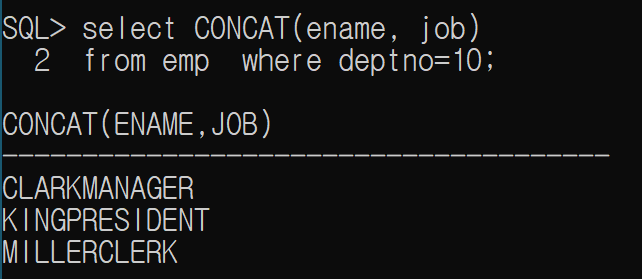 SQL> select CONCAT(ename, job)
  2  from emp  where deptno=10;
CONCAT(ENAME,JOB)
--------------------------------------
CLARKMANAGER
KINGPRESIDENT
MILLERCLERK